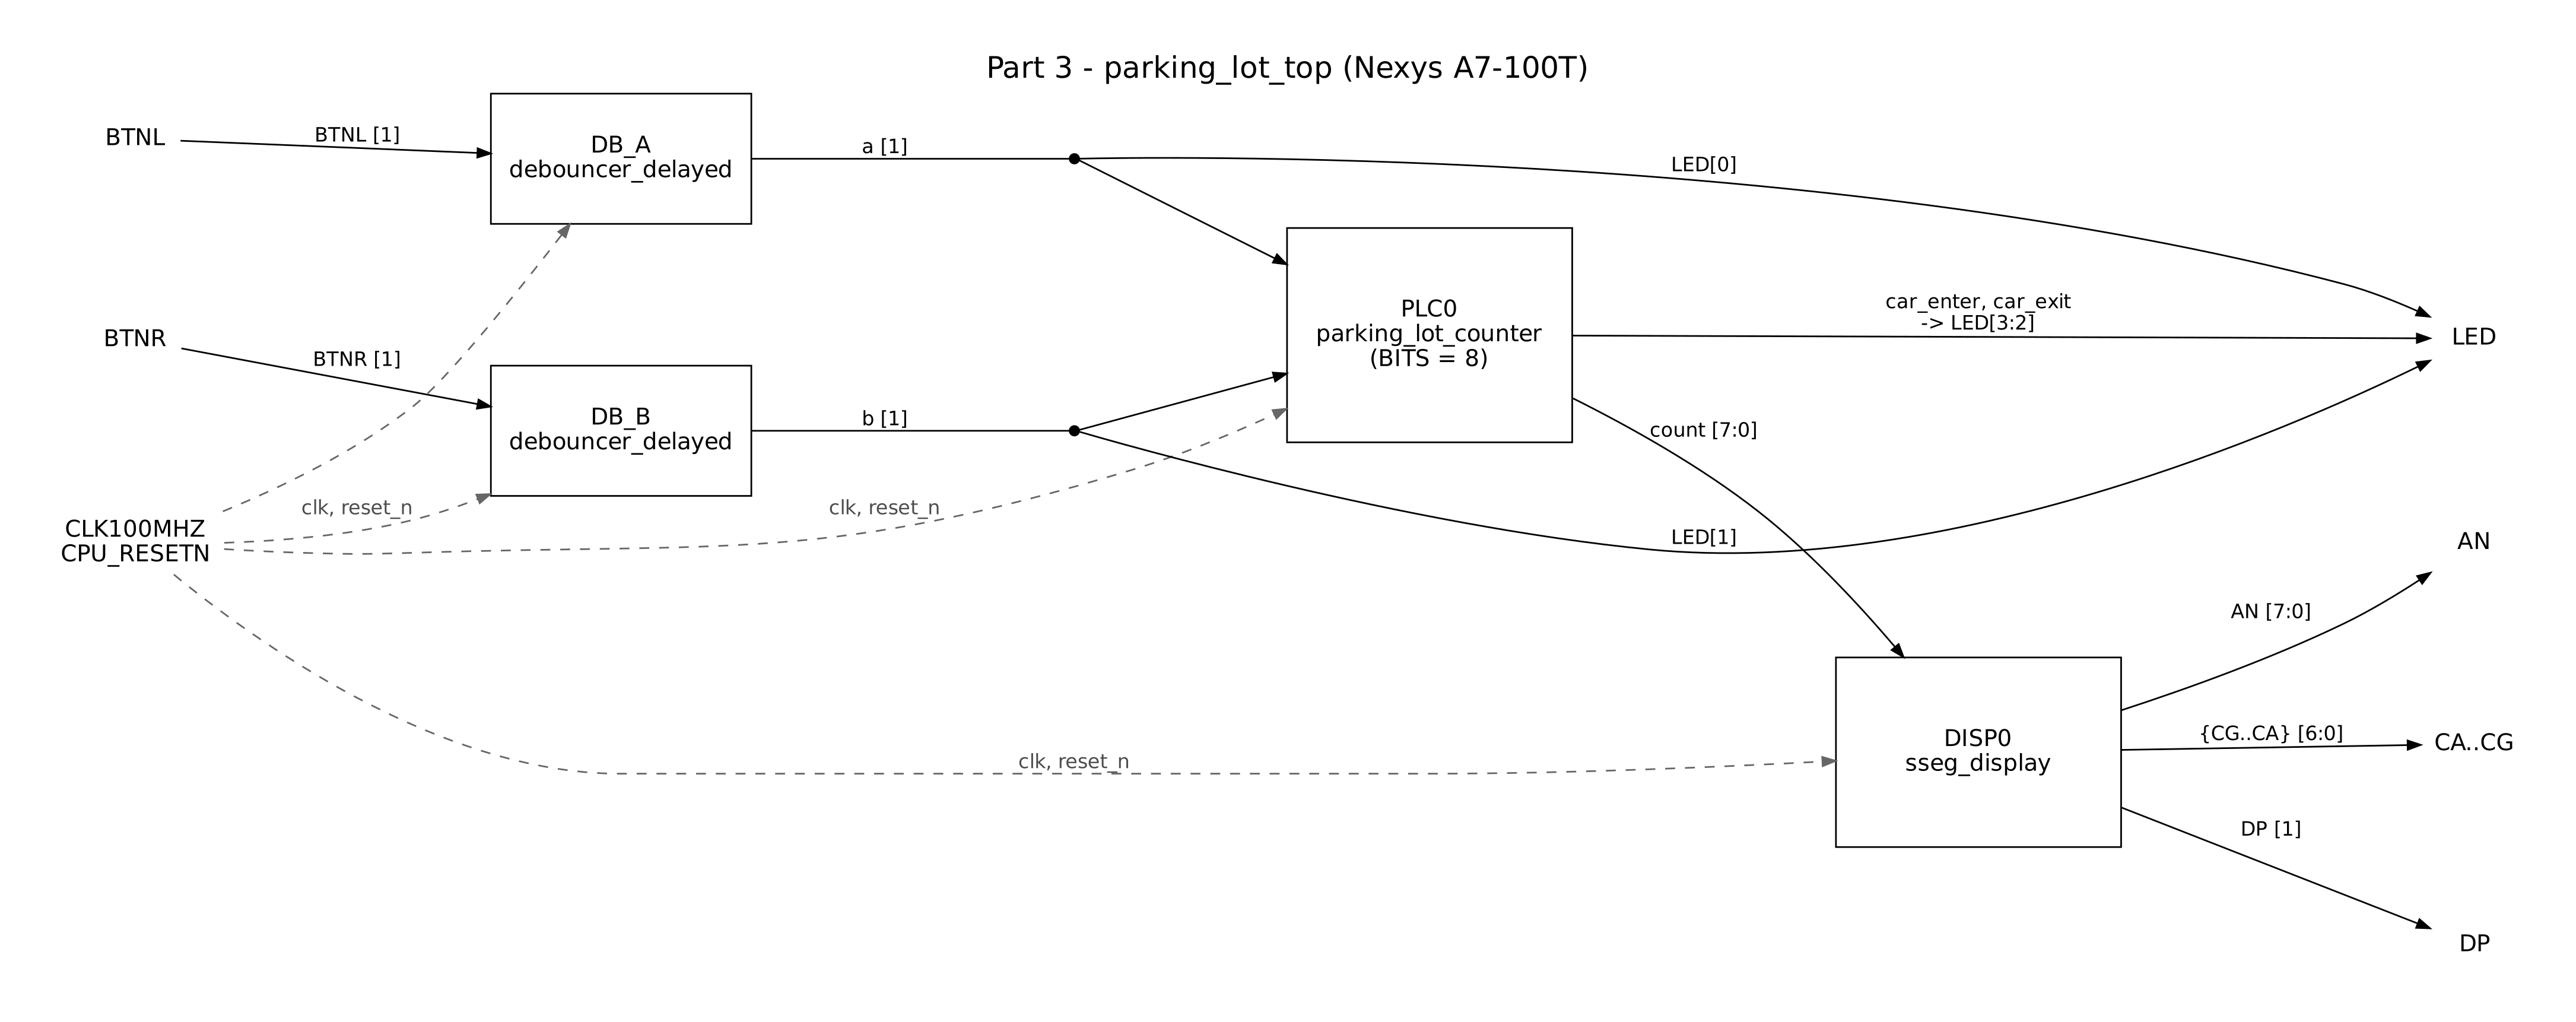 Part 3 - parking_lot_top (Nexys A7-100T)
BTNL
BTNL [1]
DB_A
debouncer_delayed
a [1]
LED[0]
BTNR
BTNR [1]
DB_B
debouncer_delayed
b [1]
PLC0
parking_lot_counter
(BITS = 8)
car_enter, car_exit
-> LED[3:2]
LED
count [7:0]
LED[1]
CLK100MHZ
CPU_RESETN
clk, reset_n
clk, reset_n
clk, reset_n
DISP0
sseg_display
AN [7:0]
AN
{CG..CA} [6:0]
CA..CG
DP [1]
DP